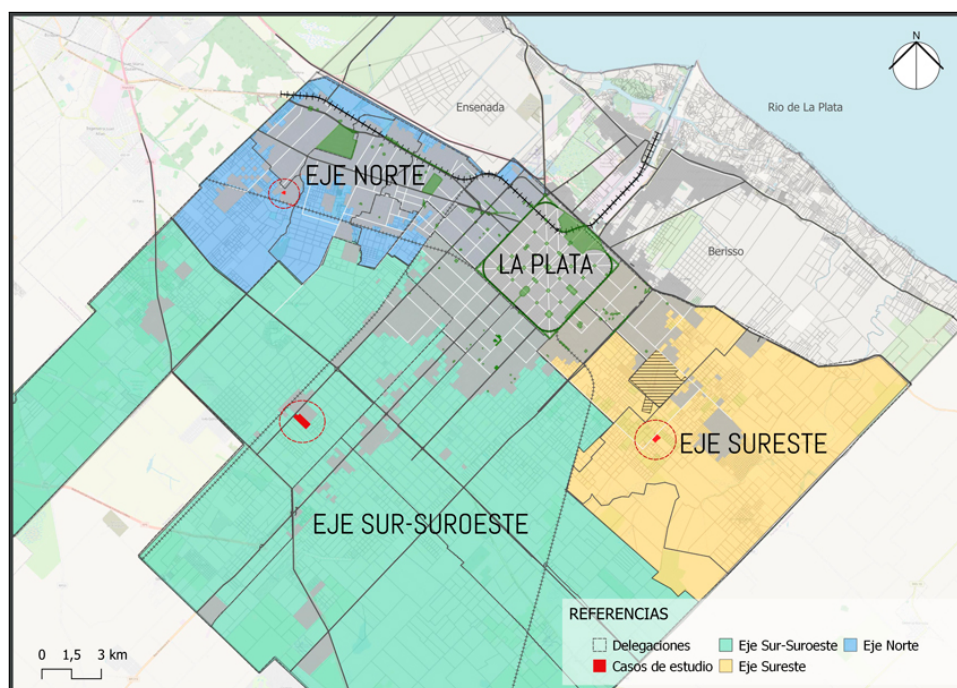 N
Ensenada
Rio de La Plata
EJE NORTE
Berisso
LA PLATA
EJE SURESTE
EJE SUR-SUROESTE
REFERENCIAS
Delegaciones
Eje Sur-Suroeste
Eje Norte
Casos de estudio
Eje Sureste
0 1,5 3 km